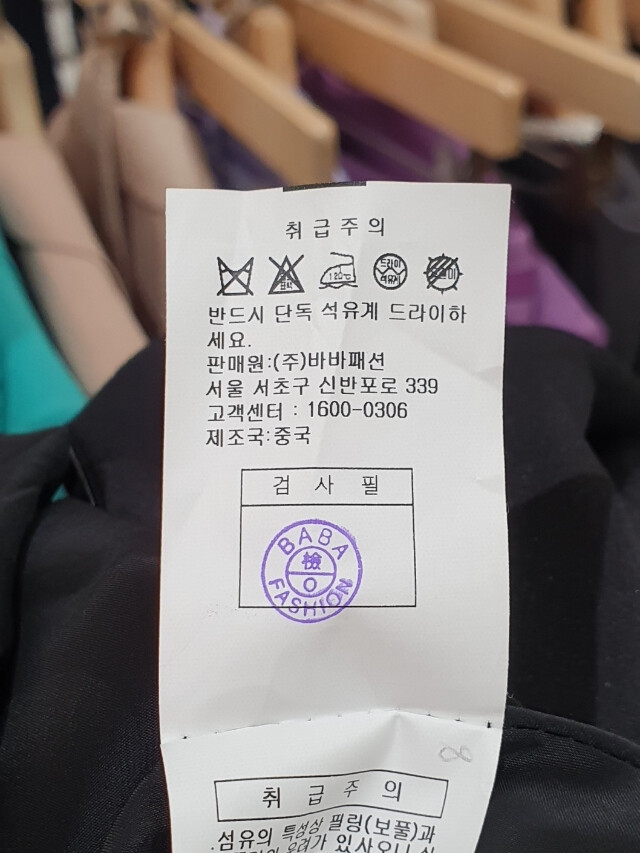 취급주의
120℃
드라이
석유계
반드시 단독 석유계 드라이하
세요.
판매원:(주)바바패션
서울 서초구 신반포로 339
고객센터 : 1600-0306
제조국:중국
검 사 필
BABA
檢
FASHION
취 급 주 의
.섬유의 특성상 필링(보풀)과